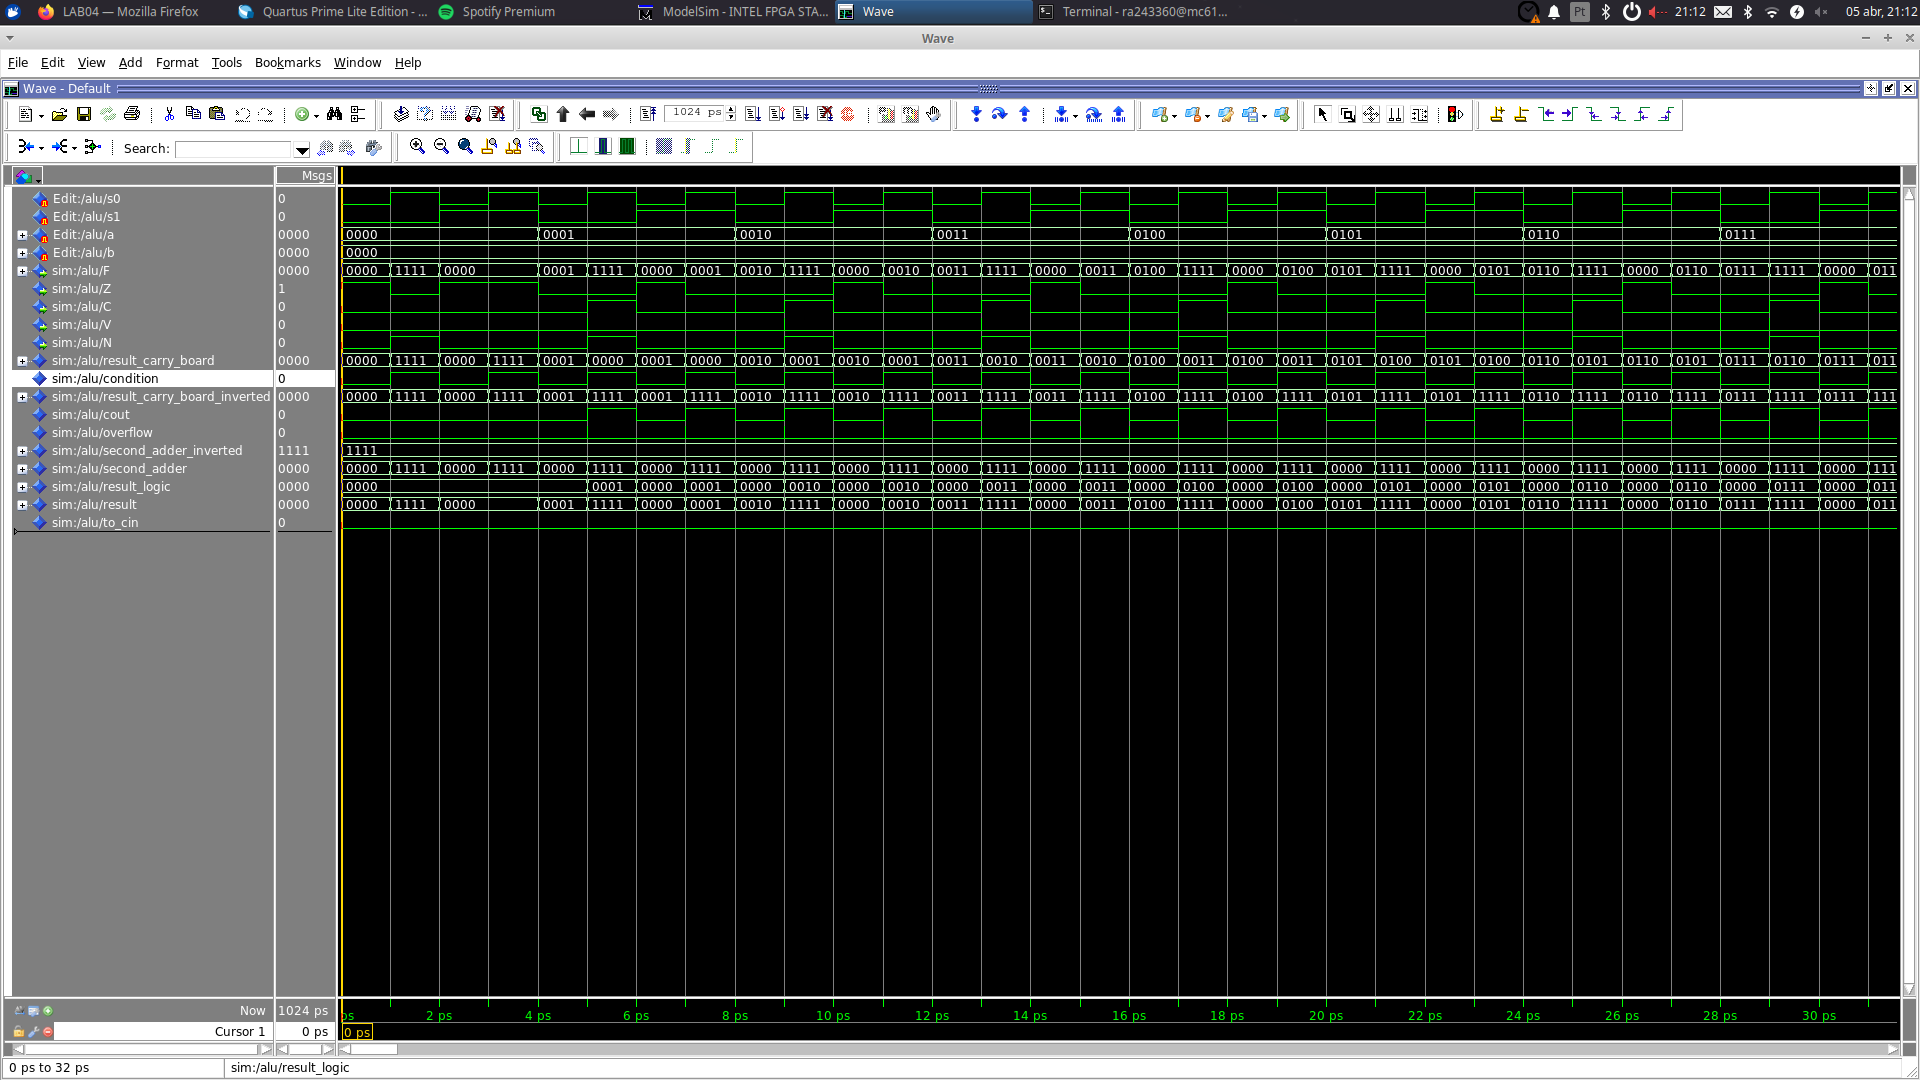 LAB04 — Mozilla Firefox Quartus Prime Lite Edition - ... Spotify Premium ModelSim - INTEL FPGA STA... Wave Terminal - ra243360@mc61... Pt 21:12 05 abr, 21:12
Wave
File Edit View Add Format Tools Bookmarks Window Help
Wave - Default
1024 ps
Search:
Msgs
Edit:/alu/s0 0
Edit:/alu/s1 0
Edit:/alu/a 0000 0000 0001 0010 0011 0100 0101 0110 0111
Edit:/alu/b 0000 0000
sim:/alu/F 0000 0000 1111 0000 0001 1111 0000 0001 0010 1111 0000 0010 0011 1111 0000 0011 0100 1111 0000 0100 0101 1111 0000 0101 0110 1111 0000 0110 0111 1111 0000 011
sim:/alu/Z 1
sim:/alu/C 0
sim:/alu/V 0
sim:/alu/N 0
sim:/alu/result_carry_board 0000 0000 1111 0000 1111 0001 0000 0001 0000 0010 0001 0010 0001 0011 0010 0011 0010 0100 0011 0100 0011 0101 0100 0101 0100 0110 0101 0110 0101 0111 0110 0111 011
sim:/alu/condition 0
sim:/alu/result_carry_board_inverted 0000 0000 1111 0000 1111 0001 1111 0001 1111 0010 1111 0010 1111 0011 1111 0011 1111 0100 1111 0100 1111 0101 1111 0101 1111 0110 1111 0110 1111 0111 1111 0111 111
sim:/alu/cout 0
sim:/alu/overflow 0
sim:/alu/second_adder_inverted 1111 1111
sim:/alu/second_adder 0000 0000 1111 0000 1111 0000 1111 0000 1111 0000 1111 0000 1111 0000 1111 0000 1111 0000 1111 0000 1111 0000 1111 0000 1111 0000 1111 0000 1111 0000 1111 0000 111
sim:/alu/result_logic 0000 0000 0001 0000 0001 0000 0010 0000 0010 0000 0011 0000 0011 0000 0100 0000 0100 0000 0101 0000 0101 0000 0110 0000 0110 0000 0111 0000 011
sim:/alu/result 0000 0000 1111 0000 0001 1111 0000 0001 0010 1111 0000 0010 0011 1111 0000 0011 0100 1111 0000 0100 0101 1111 0000 0101 0110 1111 0000 0110 0111 1111 0000 011
sim:/alu/to_cin 0
Now 1024 ps ps 2 ps 4 ps 6 ps 8 ps 10 ps 12 ps 14 ps 16 ps 18 ps 20 ps 22 ps 24 ps 26 ps 28 ps 30 ps
Cursor 1 0 ps 0 ps
0 ps to 32 ps sim:/alu/result_logic